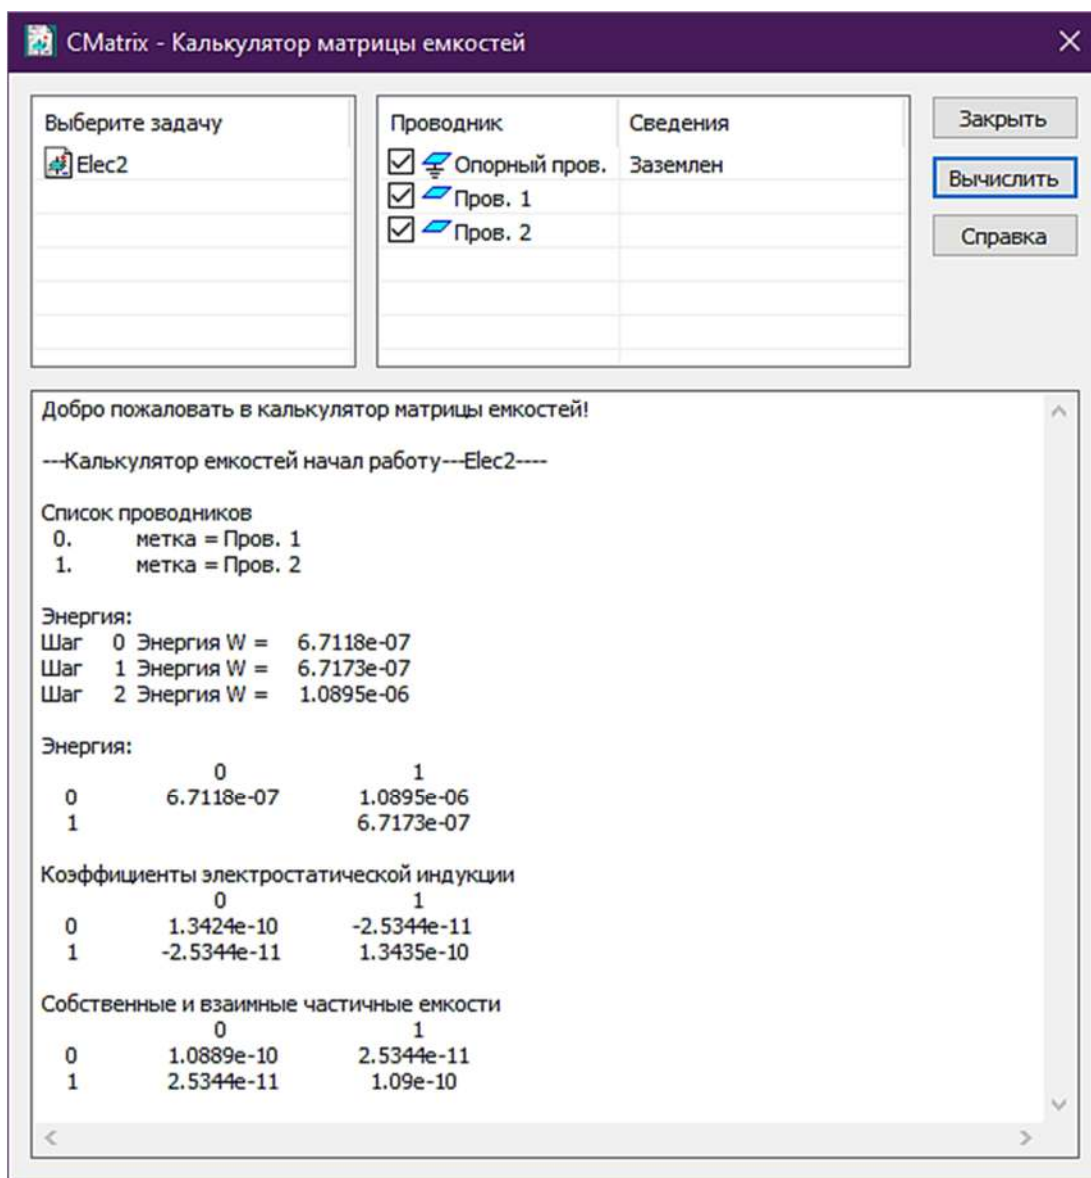 CMatrix - Калькулятор матрицы емкостей
Выберите задачу
Elec2
Проводник Сведения
Опорный пров. Заземлен
Пров. 1
Пров. 2
Закрыть
Вычислить
Справка
Добро пожаловать в калькулятор матрицы емкостей!
---Калькулятор емкостей начал работу---Elec2----
Список проводников
0. метка = Пров. 1
1. метка = Пров. 2
Энергия:
Шаг 0 Энергия W = 6.7118e-07
Шаг 1 Энергия W = 6.7173e-07
Шаг 2 Энергия W = 1.0895e-06
Энергия:
0 1
0 6.7118e-07 1.0895e-06
1 6.7173e-07
Коэффициенты электростатической индукции
0 1
0 1.3424e-10 -2.5344e-11
1 -2.5344e-11 1.3435e-10
Собственные и взаимные частичные емкости
0 1
0 1.0889e-10 2.5344e-11
1 2.5344e-11 1.09e-10